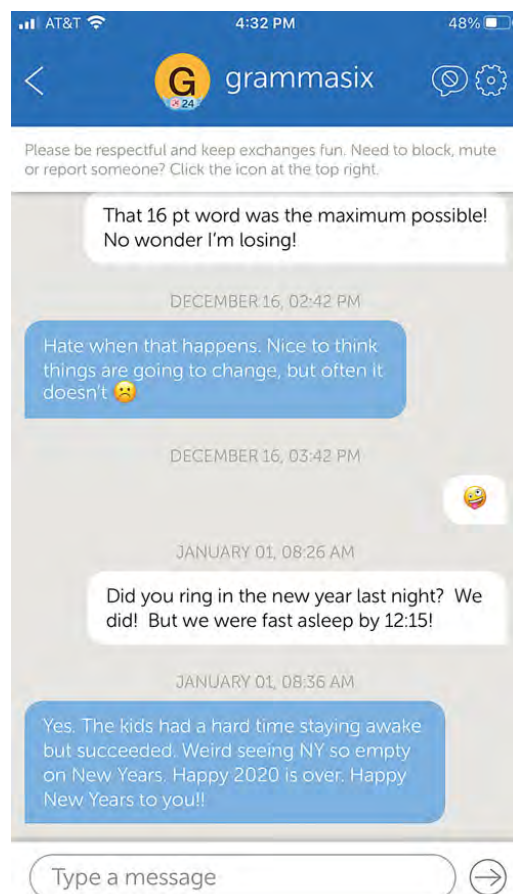 AT&T 4:32 PM 48%
G grammasix
24
Please be respectful and keep exchanges fun. Need to block, mute
or report someone? Click the icon at the top right.
That 16 pt word was the maximum possible!
No wonder I'm losing!
DECEMBER 16, 02:42 PM
Hate when that happens. Nice to think
things are going to change, but often it
doesn't ☹️
DECEMBER 16, 03:42 PM
🤪
JANUARY 01, 08:26 AM
Did you ring in the new year last night? We
did! But we were fast asleep by 12:15!
JANUARY 01, 08:36 AM
Yes. The kids had a hard time staying awake
but succeeded. Weird seeing NY so empty
on New Years. Happy 2020 is over. Happy
New Years to you!!
Type a message